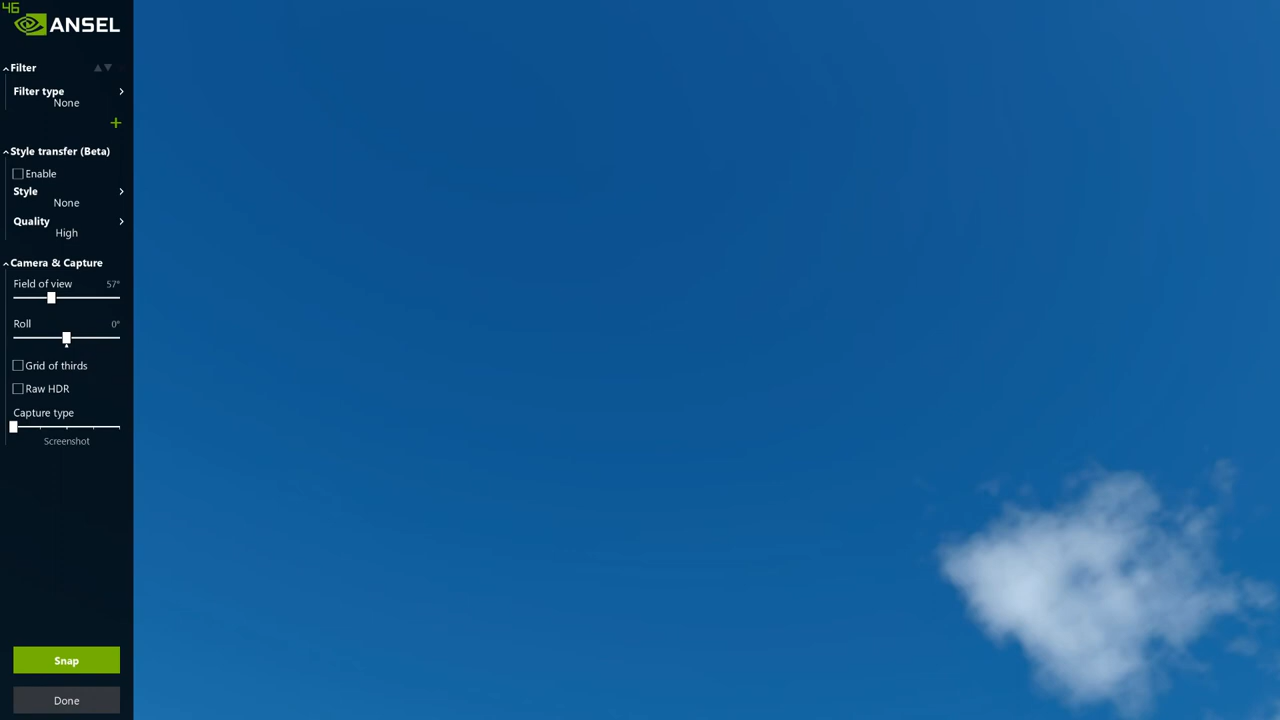 46
ANSEL
Filter
Filter type
None
Style transfer (Beta)
Enable
Style
None
Quality
High
Camera & Capture
Field of view 57°
Roll 0°
Grid of thirds
Raw HDR
Capture type
Screenshot
Snap
Done